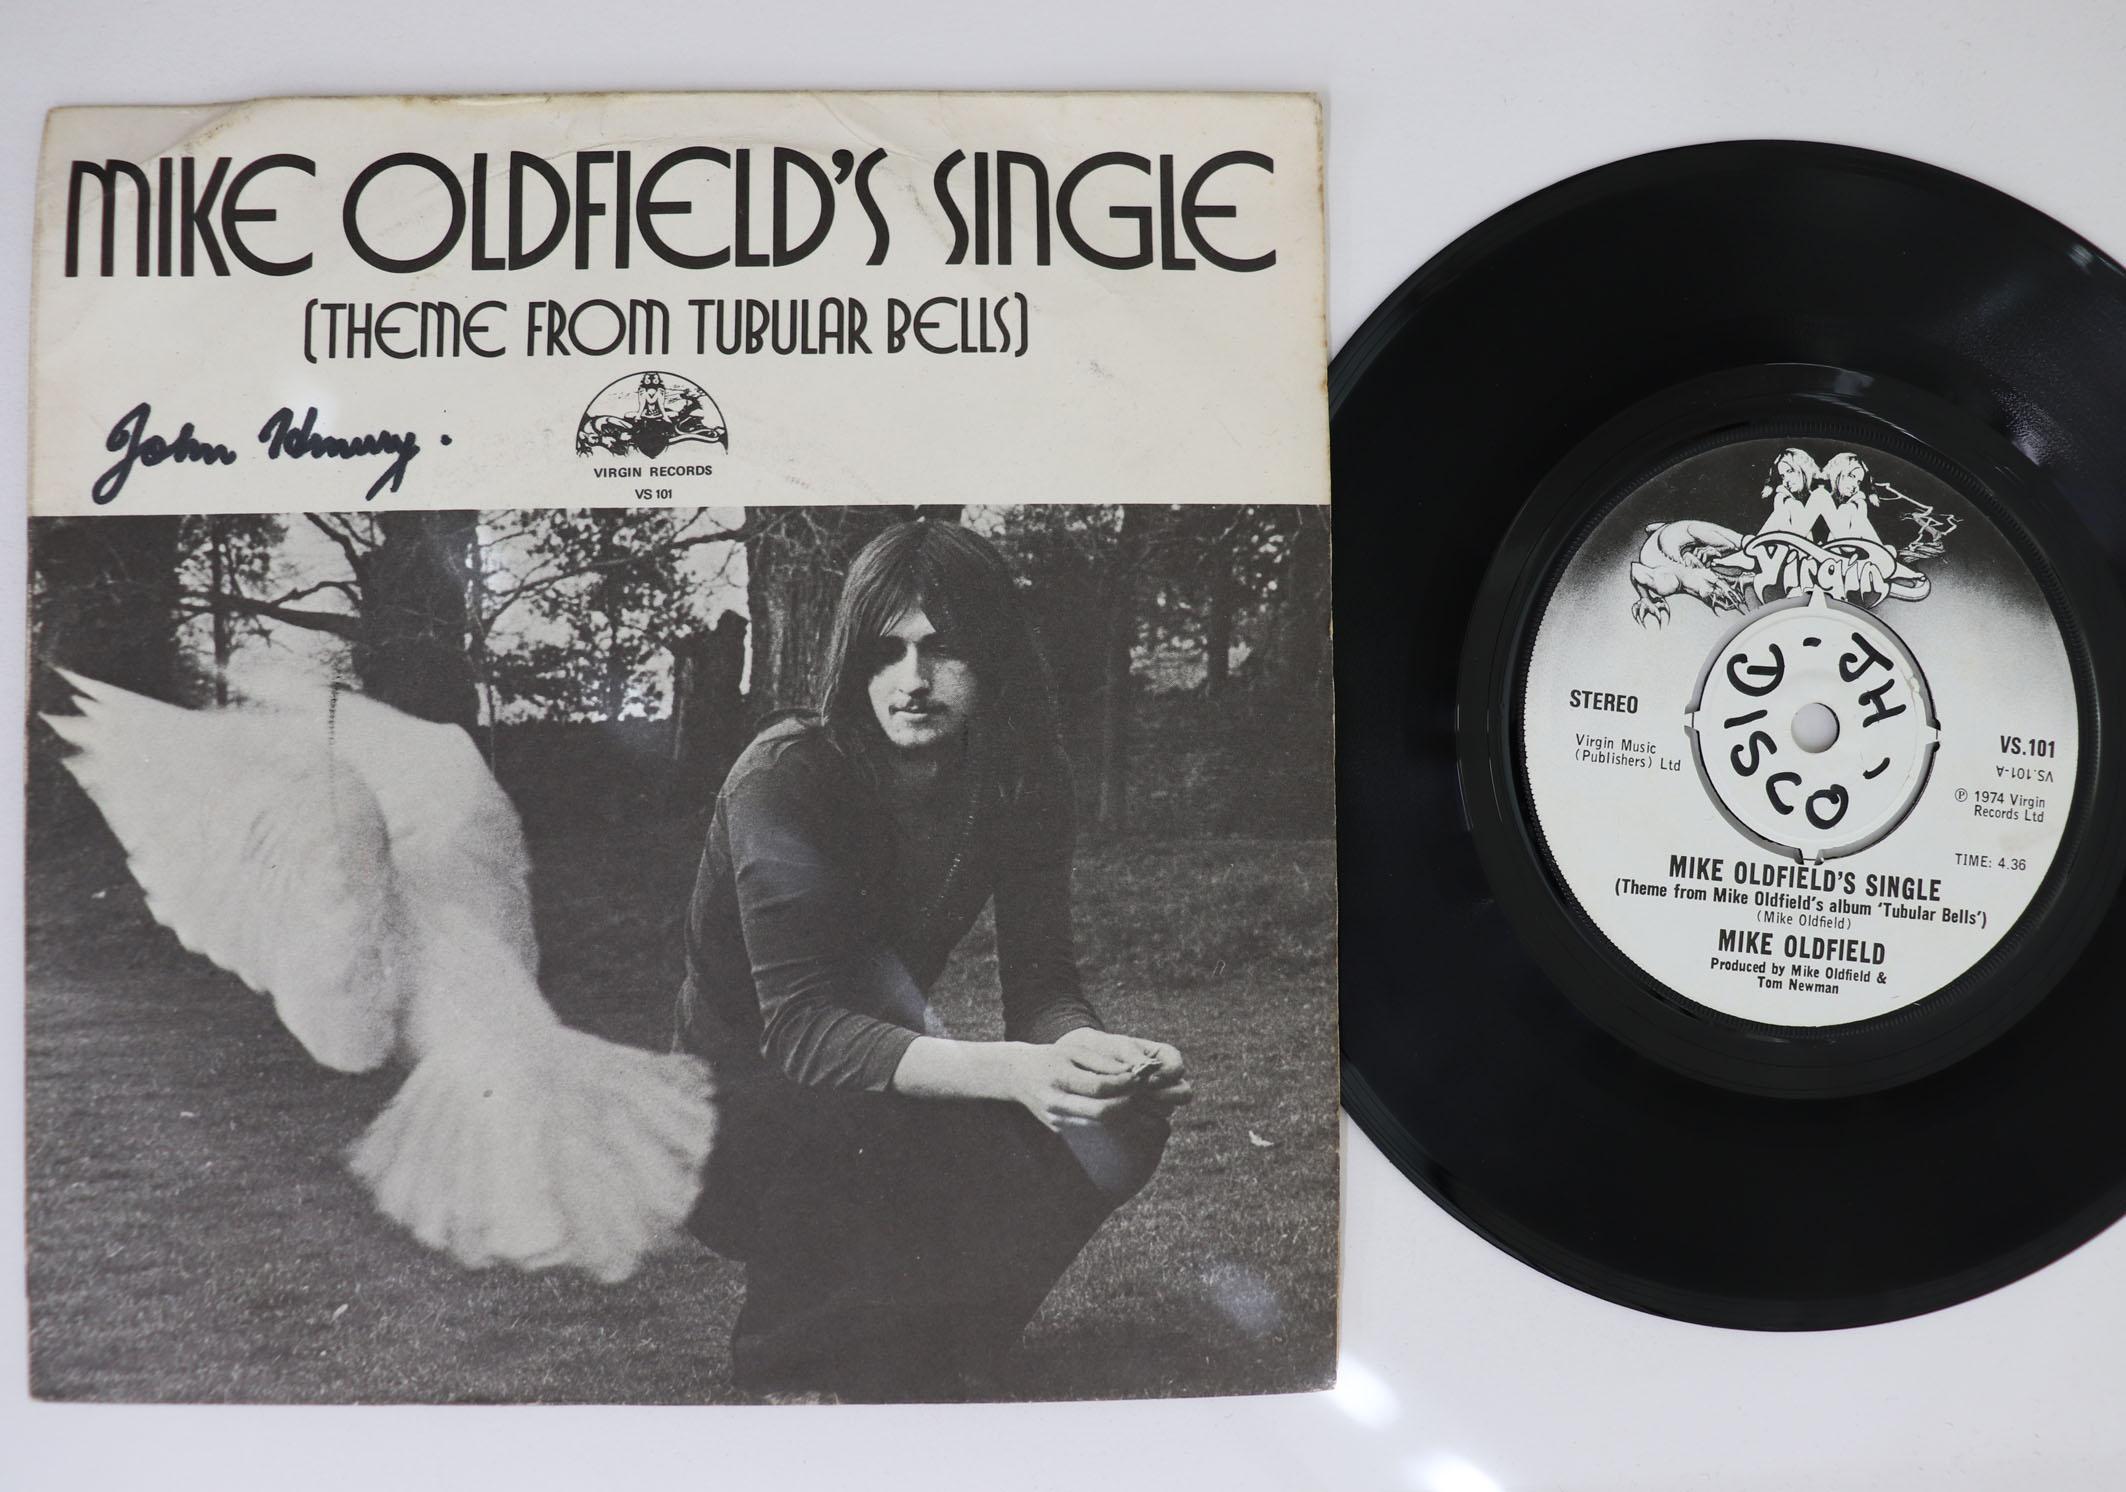 MIKE OLDFIELD'S SINGLE
(THEME FROM TUBULAR BELLS)
John
VIRGIN RECORDS
VS 101
Virgin
JH - DISCO -
STEREO
Virgin Music
(Publishers) Ltd
VS.101
VS.101-A
℗ 1974 Virgin
Records Ltd
TIME: 4.36
MIKE OLDFIELD'S SINGLE
(Theme from Mike Oldfield's album 'Tubular Bells')
(Mike Oldfield)
MIKE OLDFIELD
Produced by Mike Oldfield &
Tom Newman